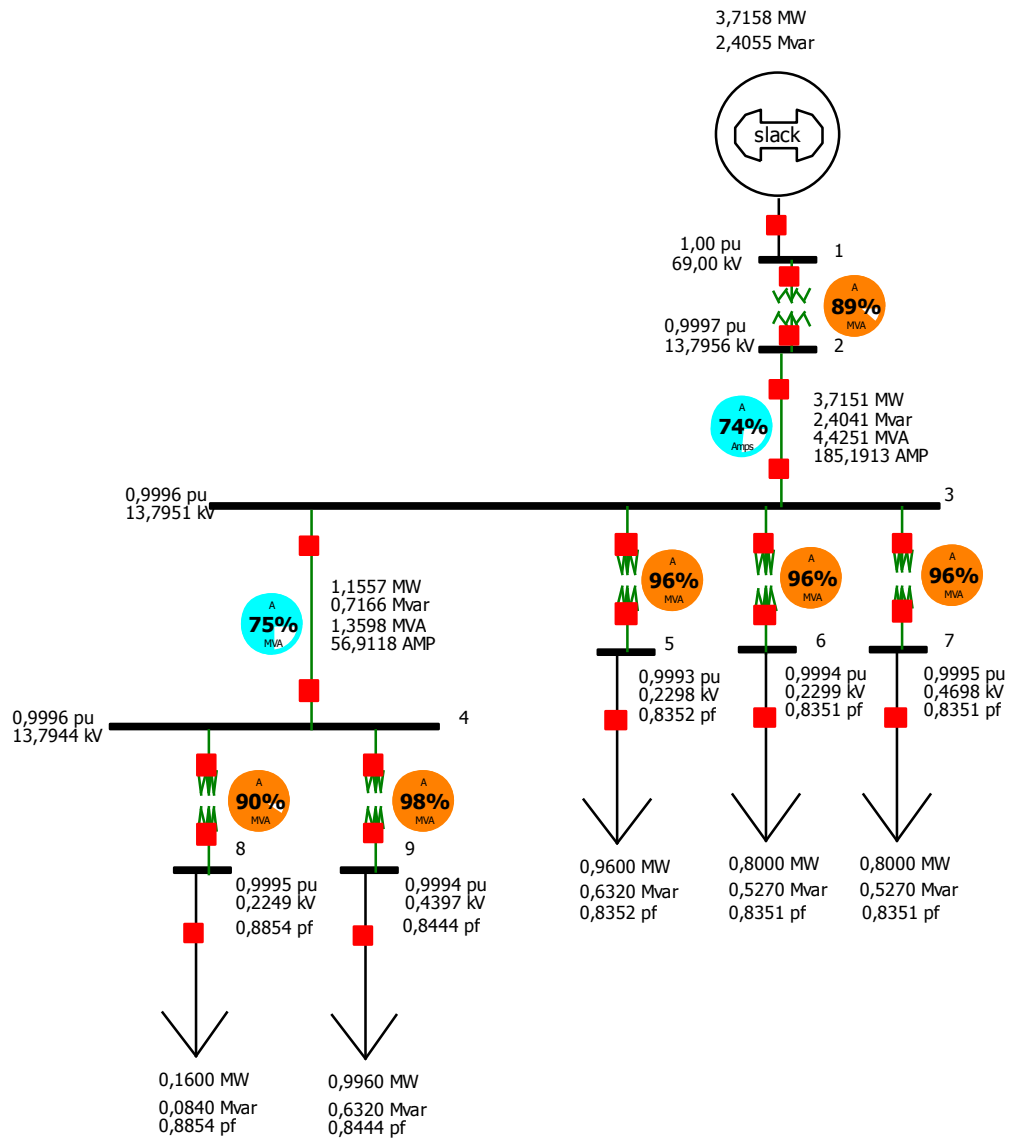 3,7158 MW
2,4055 Mvar
slack
1,00 pu
69,00 kV
1
A
89%
MVA
0,9997 pu
13,7956 kV
2
A
74%
Amps
3,7151 MW
2,4041 Mvar
4,4251 MVA
185,1913 AMP
0,9996 pu
13,7951 kV
3
A
75%
MVA
1,1557 MW
0,7166 Mvar
1,3598 MVA
56,9118 AMP
A
96%
MVA
A
96%
MVA
A
96%
MVA
5
0,9993 pu
0,2298 kV
0,8352 pf
6
0,9994 pu
0,2299 kV
0,8351 pf
7
0,9995 pu
0,4698 kV
0,8351 pf
0,9996 pu
13,7944 kV
4
A
90%
MVA
A
98%
MVA
8
0,9995 pu
0,2249 kV
0,8854 pf
9
0,9994 pu
0,4397 kV
0,8444 pf
0,9600 MW
0,6320 Mvar
0,8352 pf
0,8000 MW
0,5270 Mvar
0,8351 pf
0,8000 MW
0,5270 Mvar
0,8351 pf
0,1600 MW
0,0840 Mvar
0,8854 pf
0,9960 MW
0,6320 Mvar
0,8444 pf